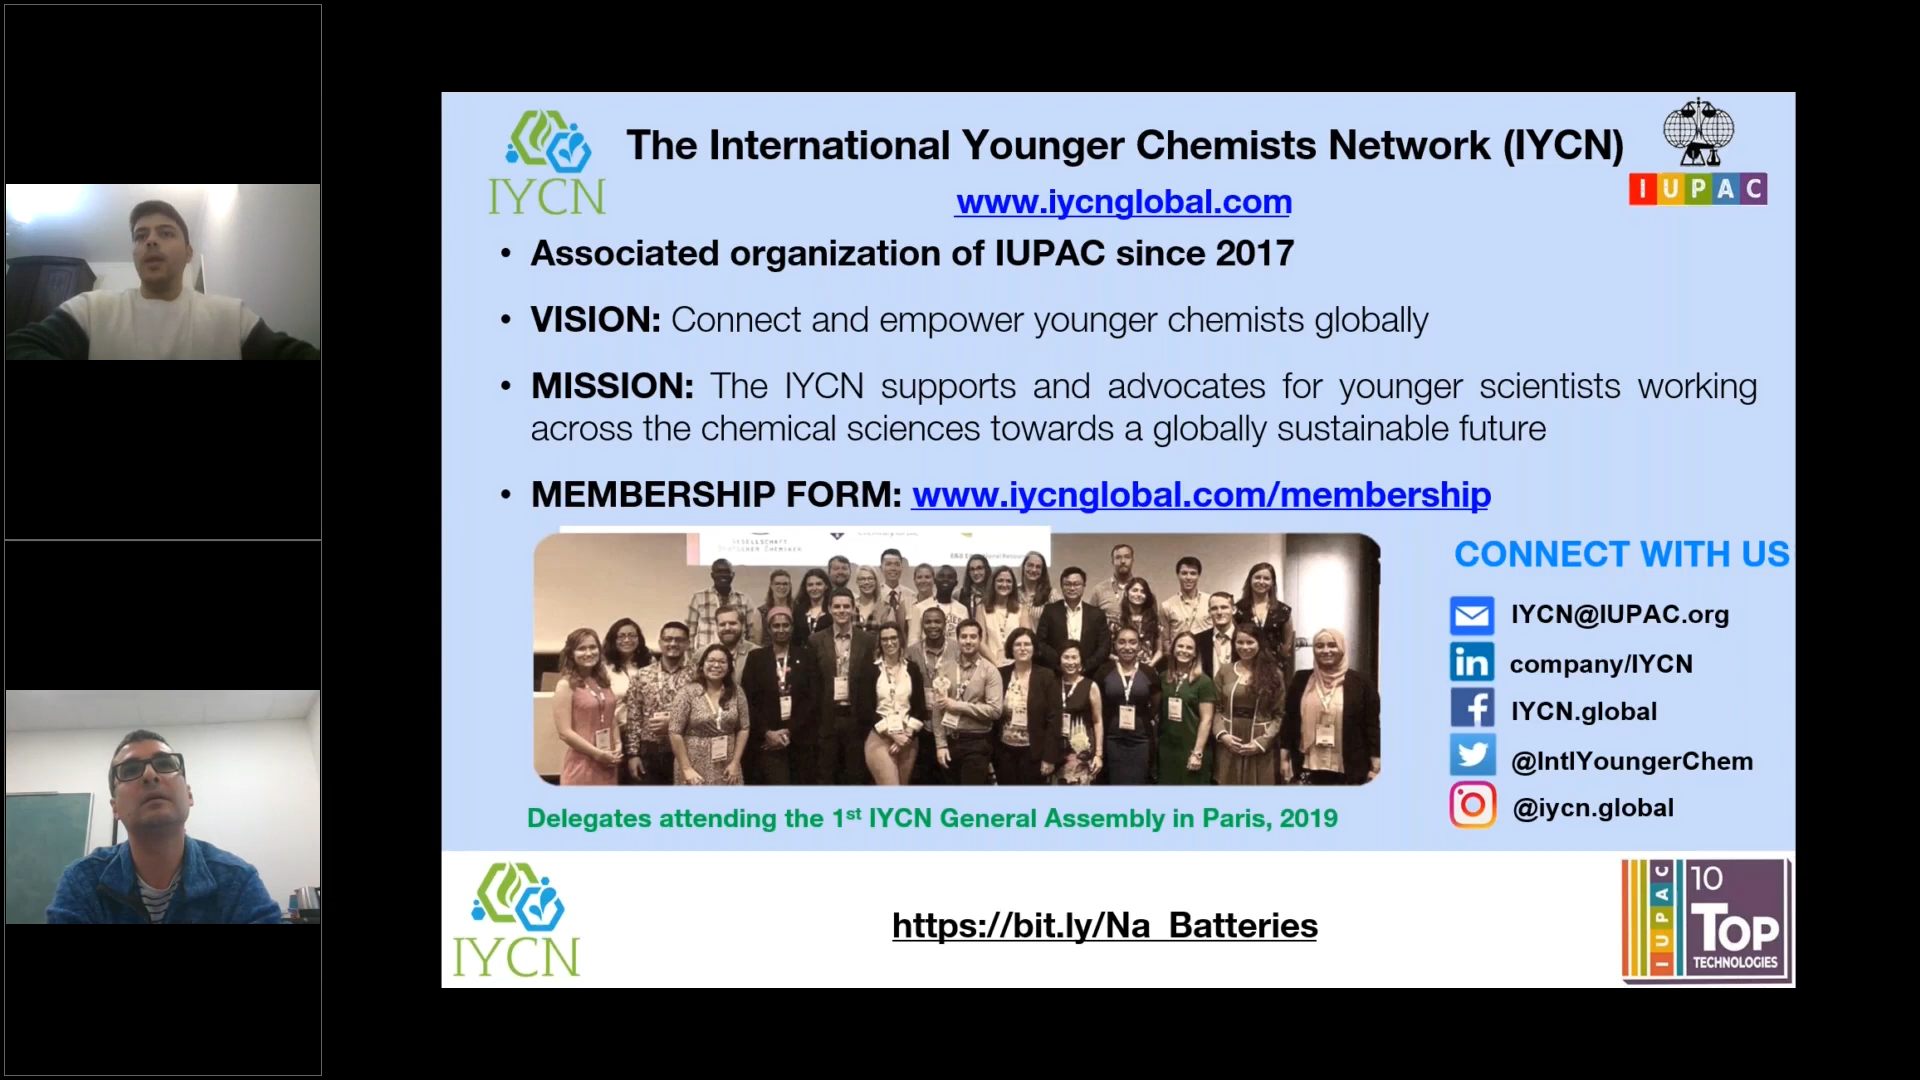 IYCN
The International Younger Chemists Network (IYCN)
IUPAC
www.iycnglobal.com
• Associated organization of IUPAC since 2017
• VISION: Connect and empower younger chemists globally
• MISSION: The IYCN supports and advocates for younger scientists working
across the chemical sciences towards a globally sustainable future
• MEMBERSHIP FORM: www.iycnglobal.com/membership
CONNECT WITH US
IYCN@IUPAC.org
in company/IYCN
f IYCN.global
@IntlYoungerChem
@iycn.global
Delegates attending the 1st IYCN General Assembly in Paris, 2019
IYCN
https://bit.ly/Na_Batteries
IUPAC
10
TOP
TECHNOLOGIES